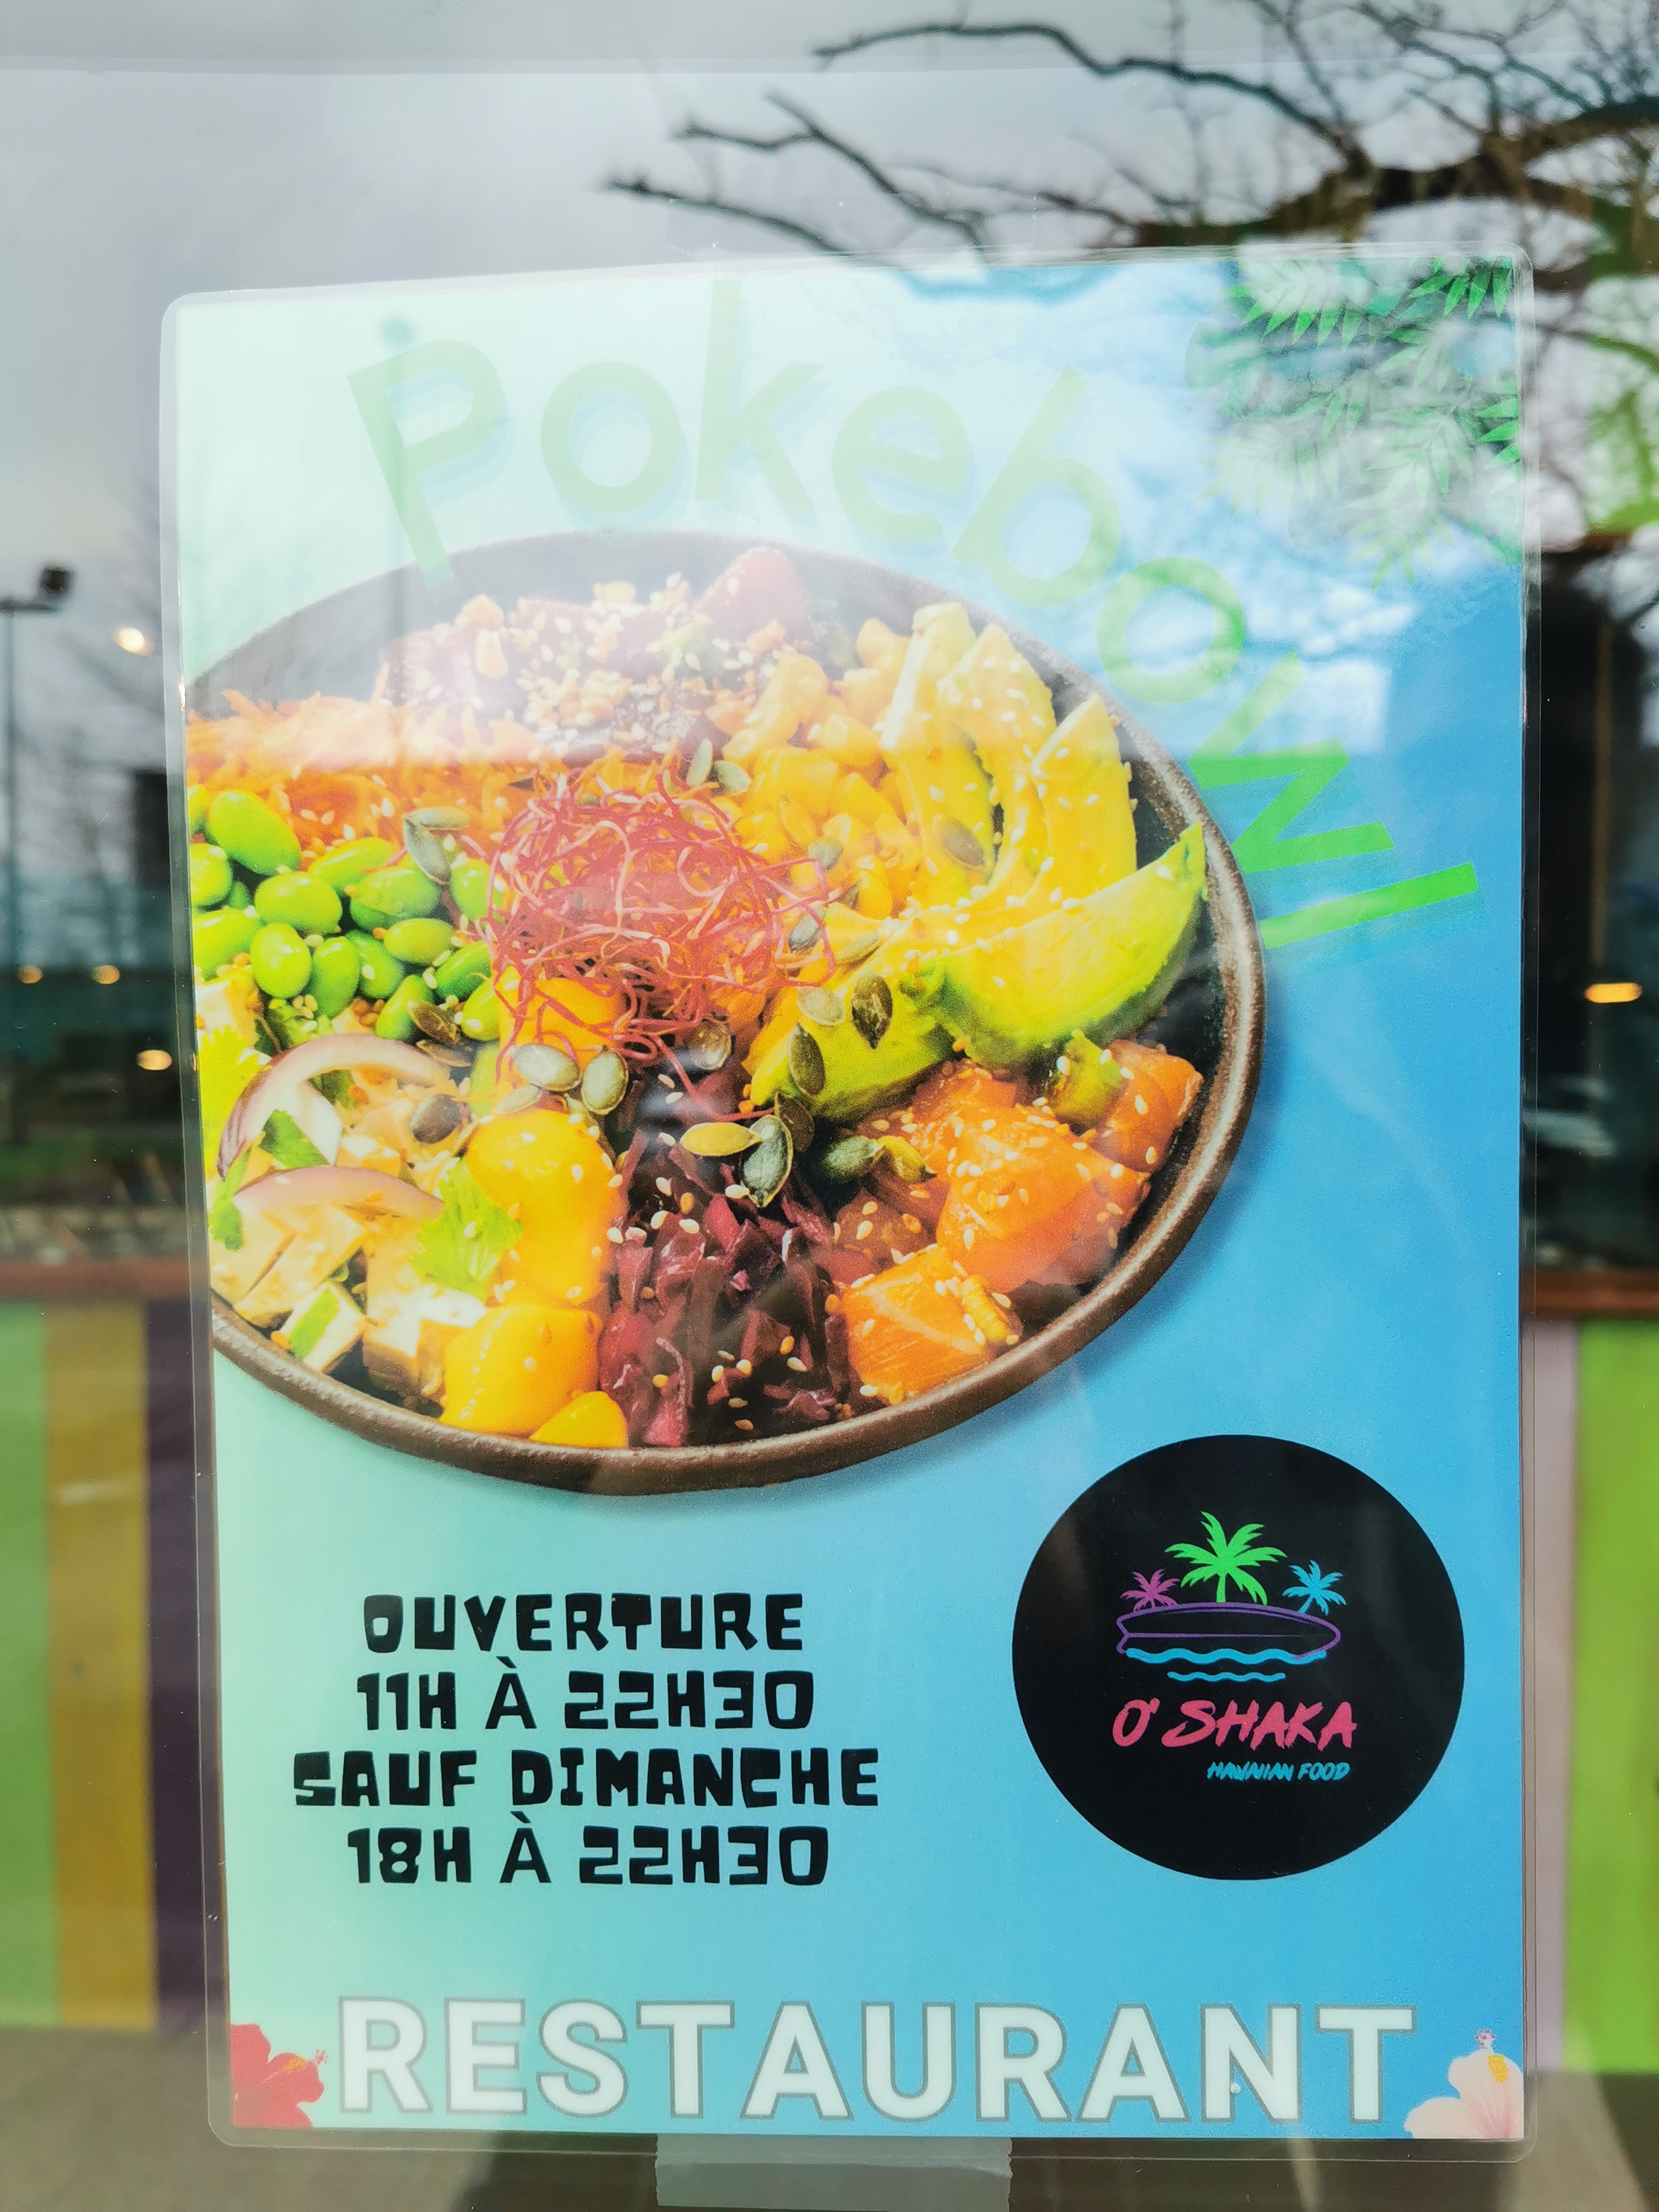 Pokebowl
OUVERTURE
11H À 22H30
SAUF DIMANCHE
18H À 22H30
O'SHAKA
HAWAIIAN FOOD
RESTAURANT